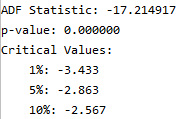 ADF Statistic: -17.214917
p-value: 0.000000
Critical Values:
    1%: -3.433
    5%: -2.863
    10%: -2.567